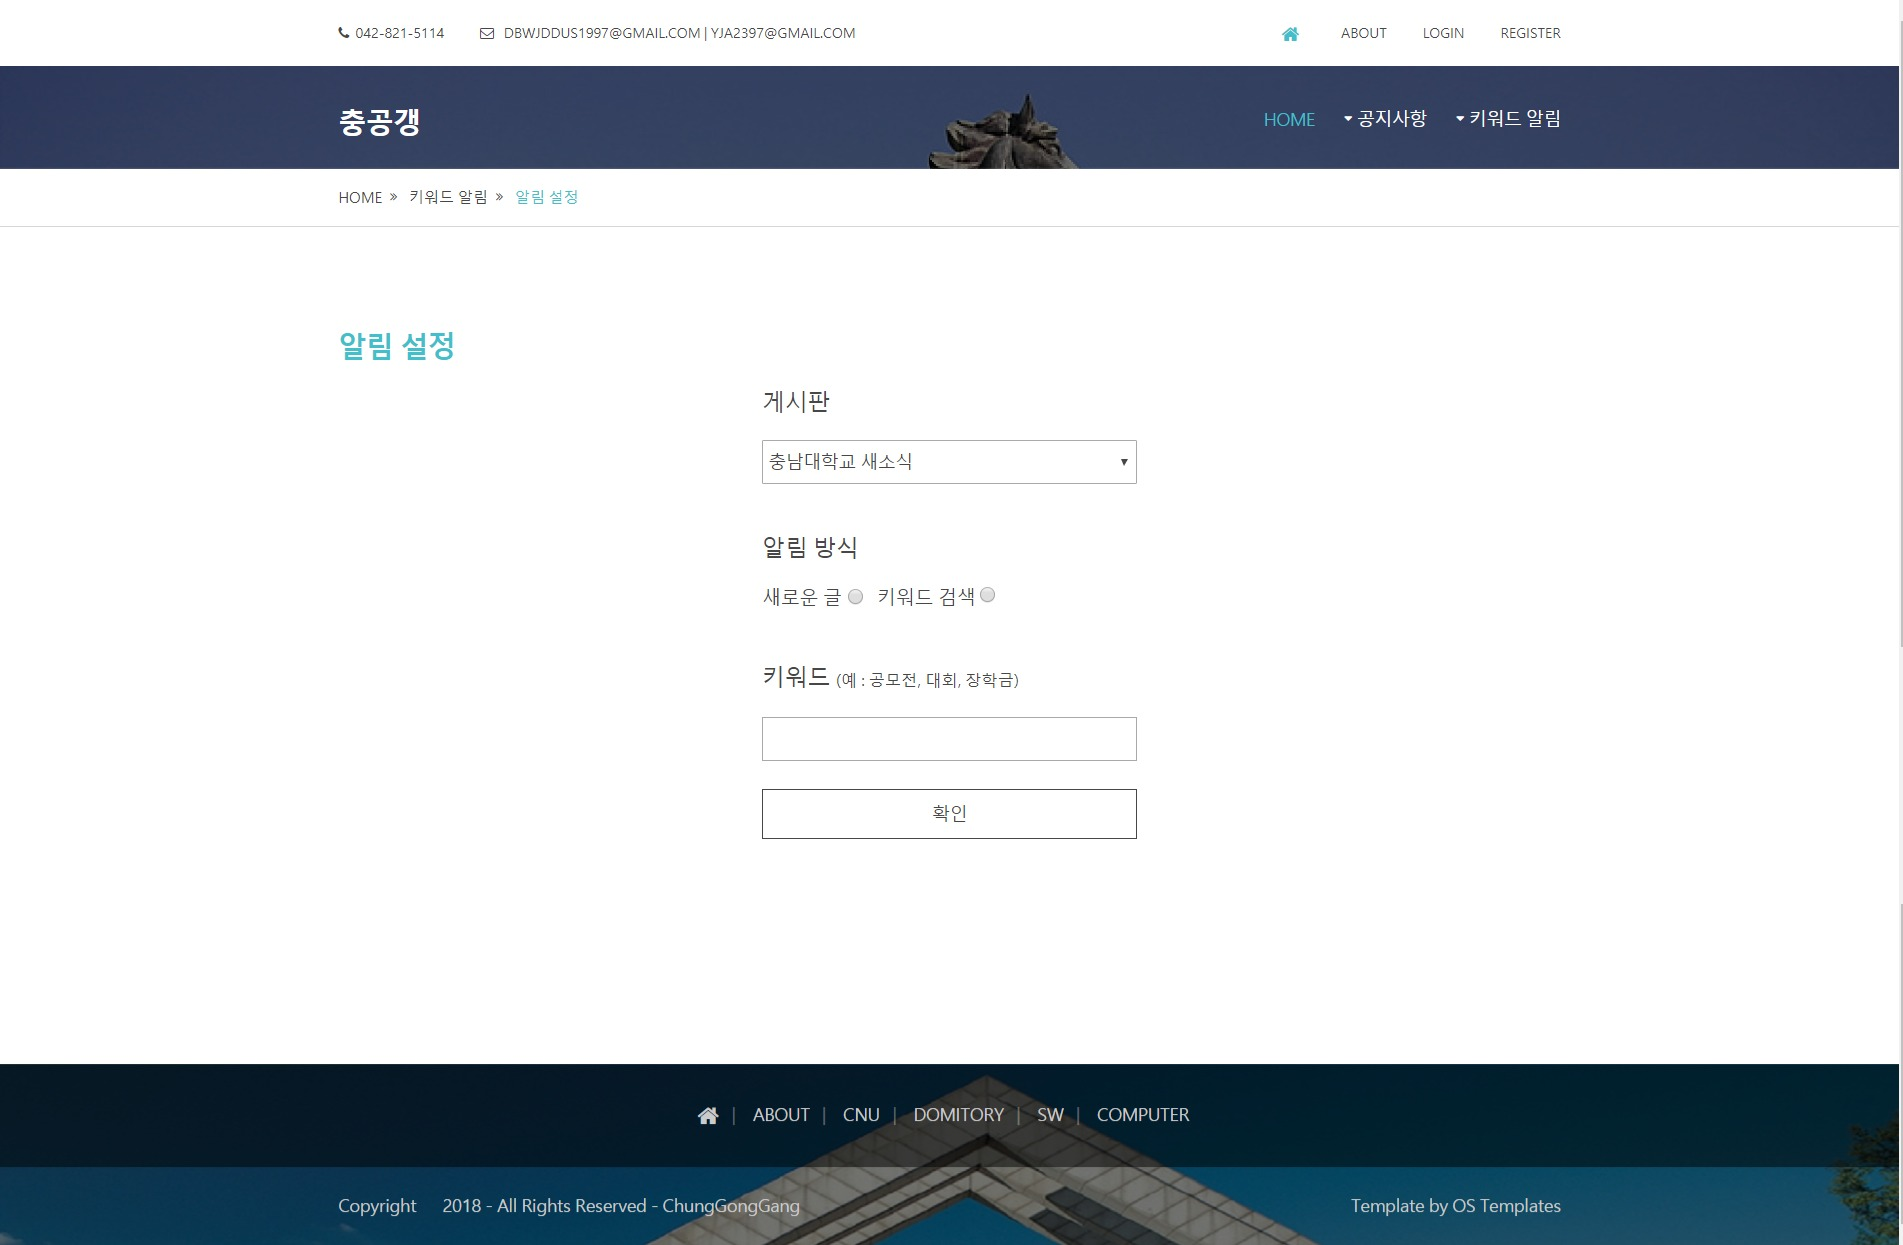 042-821-5114 DBWJDDUS1997@GMAIL.COM | YJA2397@GMAIL.COM ABOUT LOGIN REGISTER
충공갱 HOME 공지사항 키워드 알림
HOME » 키워드 알림 » 알림 설정
알림 설정
게시판
충남대학교 새소식
알림 방식
새로운 글 키워드 검색
키워드 (예 : 공모전, 대회, 장학금)
확인
| ABOUT | CNU | DOMITORY | SW | COMPUTER
Copyright 2018 - All Rights Reserved - ChungGongGang Template by OS Templates